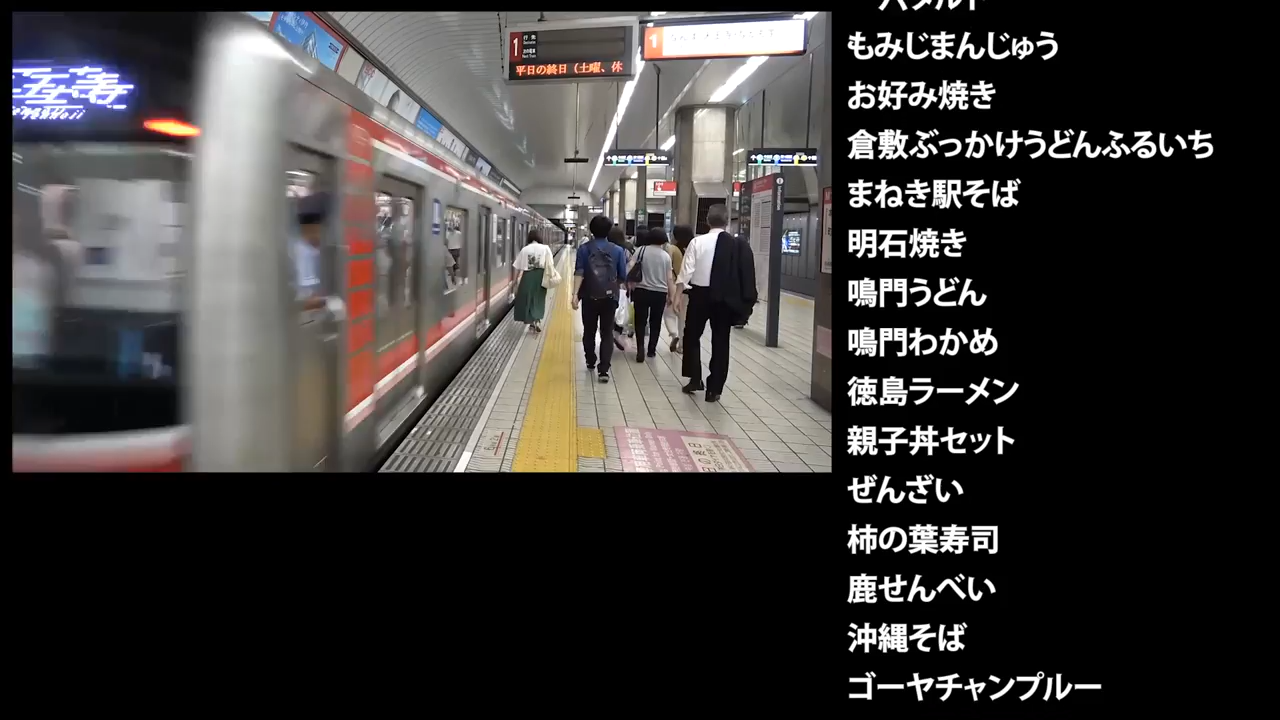 平日の終日（土曜、休
1
1
もみじまんじゅう
お好み焼き
倉敷ぶっかけうどんふるいち
まねき駅そば
明石焼き
鳴門うどん
鳴門わかめ
徳島ラーメン
親子丼セット
ぜんざい
柿の葉寿司
鹿せんべい
沖縄そば
ゴーヤチャンプルー